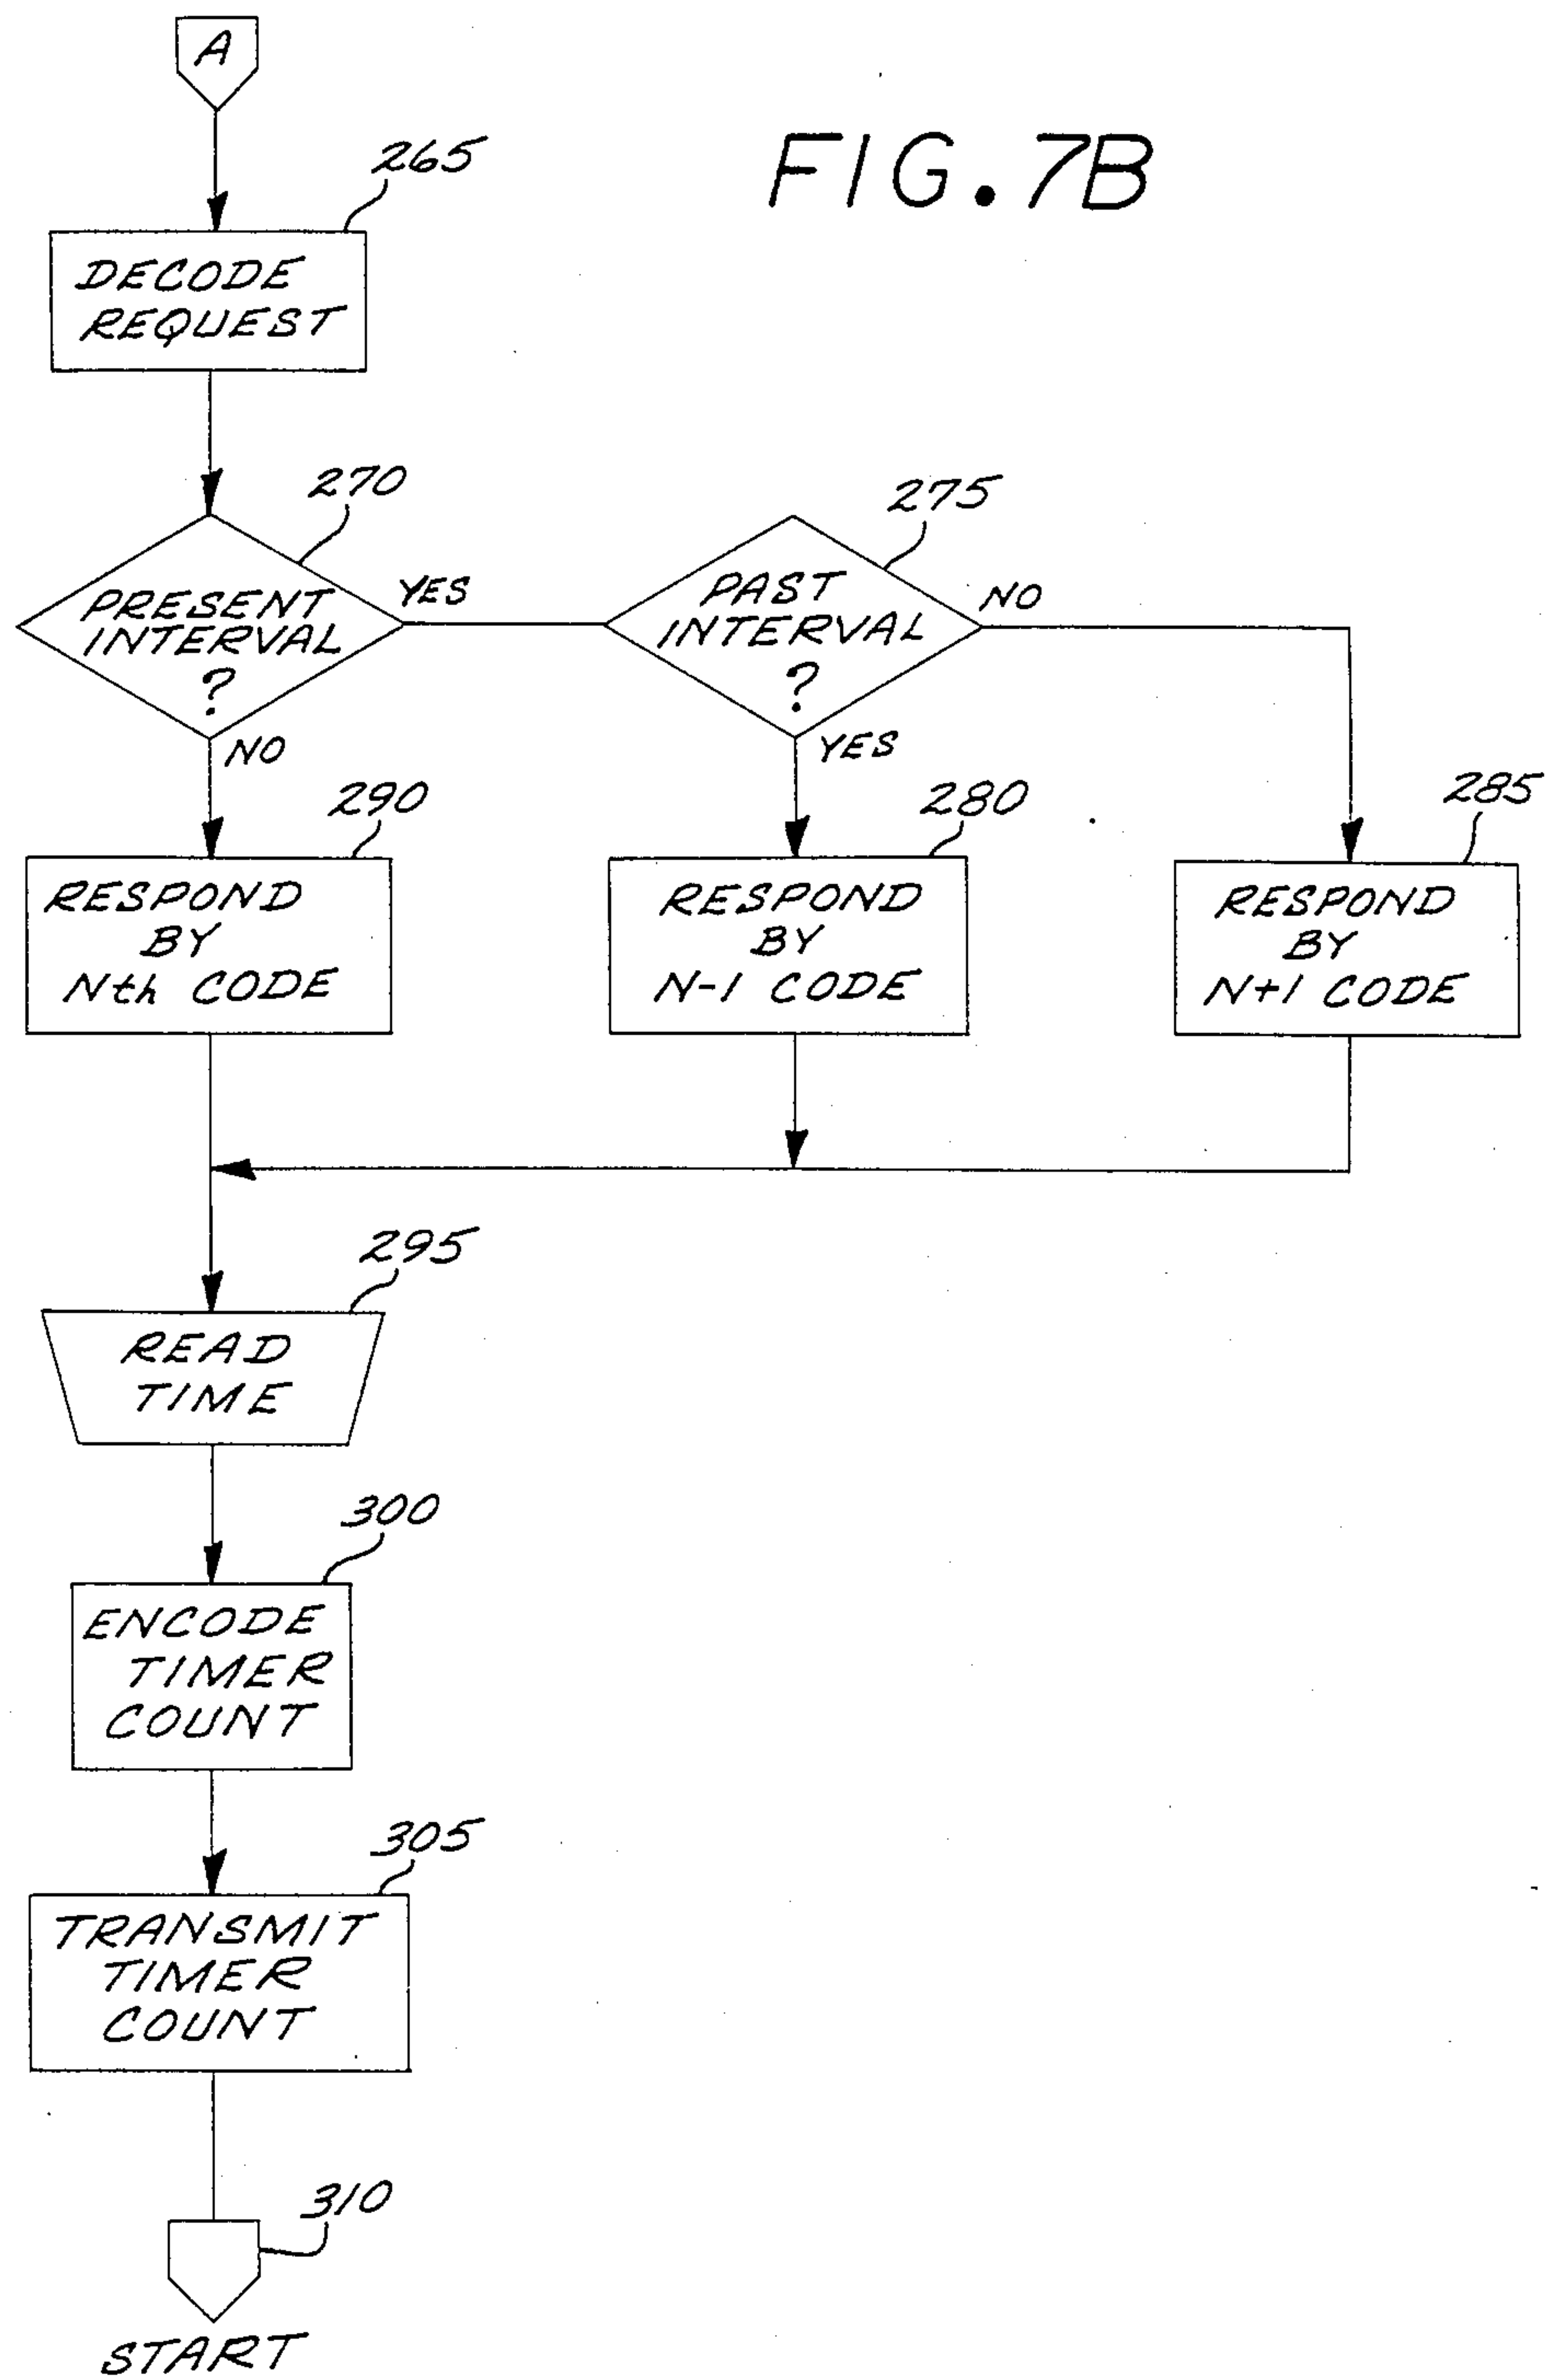 A
FIG. 7B
265
DECODE
REQUEST
270
275
PRESENT
INTERVAL
?
YES
PAST
INTERVAL
?
NO
NO
YES
290
280
285
RESPOND
BY
Nth CODE
RESPOND
BY
N-1 CODE
RESPOND
BY
N+1 CODE
295
READ
TIME
300
ENCODE
TIMER
COUNT
305
TRANSMIT
TIMER
COUNT
310
START